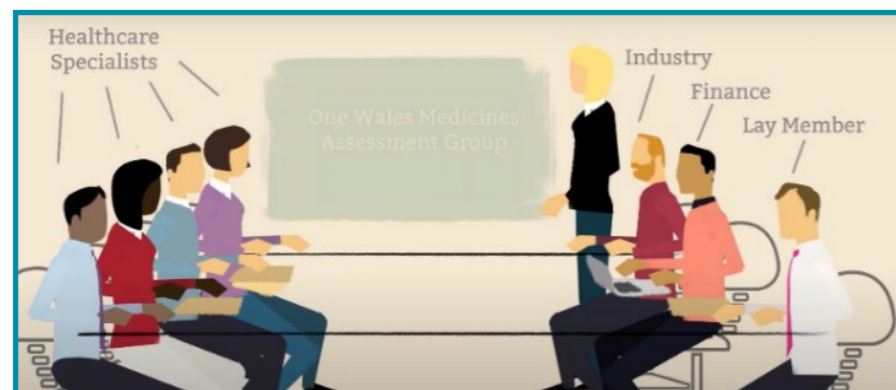 Healthcare
Specialists
One Wales Medicines
Assessment Group
Industry
Finance
Lay Member